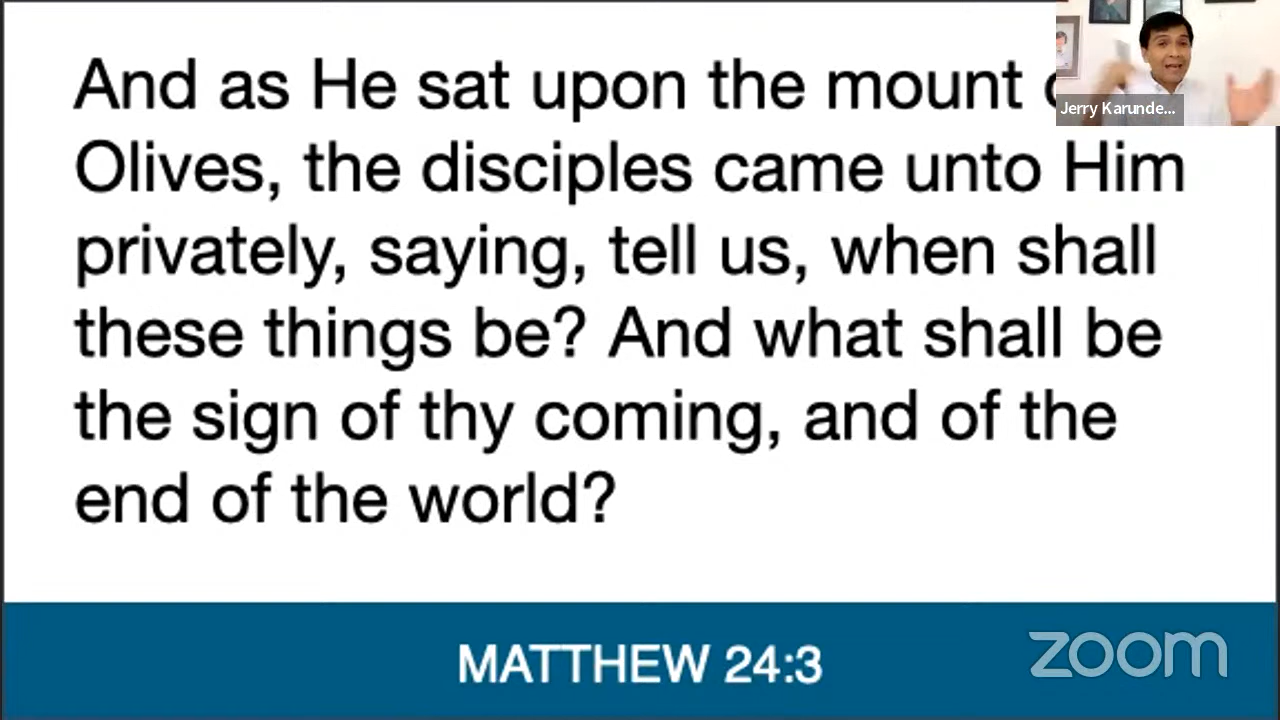 And as He sat upon the mount
Olives, the disciples came unto Him
privately, saying, tell us, when shall
these things be? And what shall be
the sign of thy coming, and of the
end of the world?
Jerry Karunde...
MATTHEW 24:3
zoom